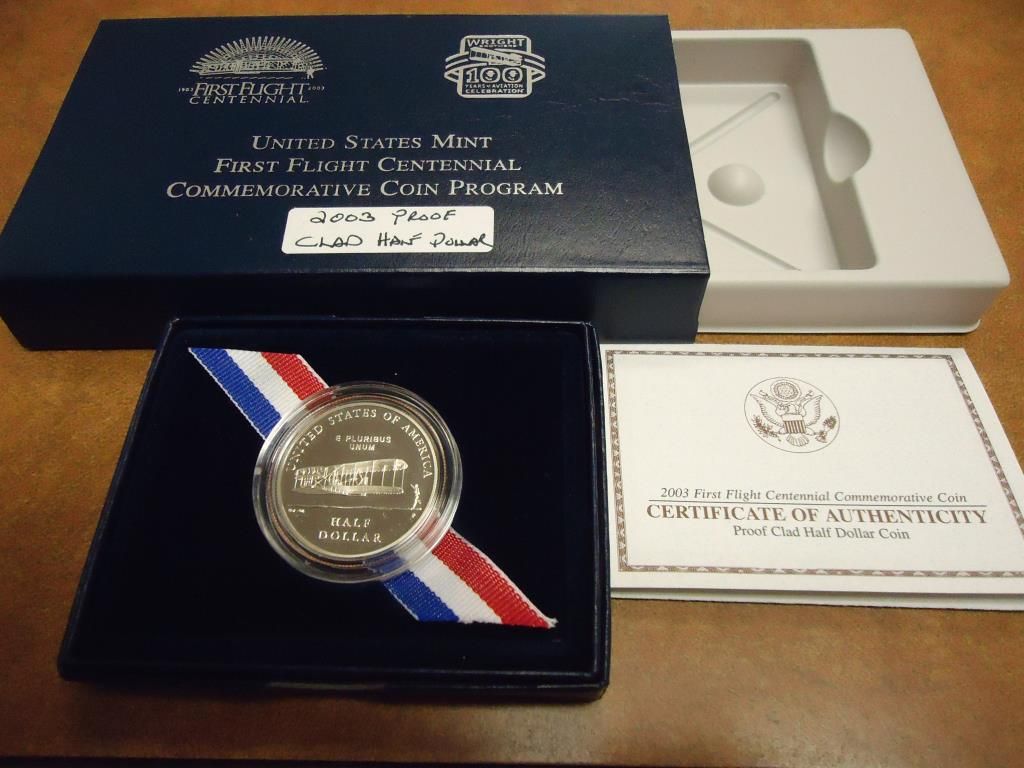 1903 FIRST FLIGHT 2003
CENTENNIAL
WRIGHT
BROTHERS
100
YEARS OF AVIATION
CELEBRATION
UNITED STATES MINT
FIRST FLIGHT CENTENNIAL
COMMEMORATIVE COIN PROGRAM
2003 PROOF
CLAD HALF DOLLAR
UNITED STATES OF AMERICA
E PLURIBUS
UNUM
HALF
DOLLAR
2003 First Flight Centennial Commemorative Coin
CERTIFICATE OF AUTHENTICITY
Proof Clad Half Dollar Coin